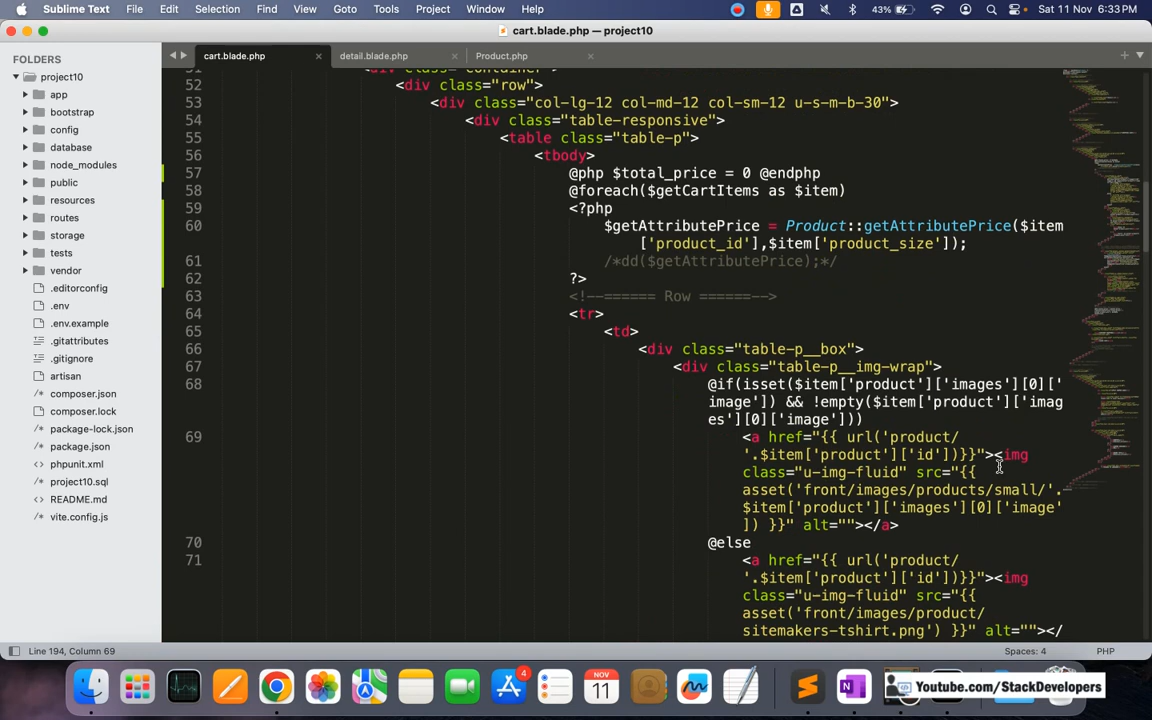 Sublime Text File Edit Selection Find View Goto Tools Project Window Help 43% Sat 11 Nov 6:33 PM
cart.blade.php — project10
FOLDERS
project10
app
bootstrap
config
database
node_modules
public
resources
routes
storage
tests
vendor
.editorconfig
.env
.env.example
.gitattributes
.gitignore
artisan
composer.json
composer.lock
package-lock.json
package.json
phpunit.xml
project10.sql
README.md
vite.config.js
cart.blade.php detail.blade.php Product.php
51 <div class="container">
52 <div class="row">
53 <div class="col-lg-12 col-md-12 col-sm-12 u-s-m-b-30">
54 <div class="table-responsive">
55 <table class="table-p">
56 <tbody>
57 @php $total_price = 0 @endphp
58 @foreach($getCartItems as $item)
59 <?php
60 $getAttributePrice = Product::getAttributePrice($item
['product_id'],$item['product_size']);
61 /*dd($getAttributePrice);*/
62 ?>
63 <!--====== Row ======-->
64 <tr>
65 <td>
66 <div class="table-p__box">
67 <div class="table-p__img-wrap">
68 @if(isset($item['product']['images'][0]['
image']) && !empty($item['product']['imag
es'][0]['image']))
69 <a href="{{ url('product/
'.$item['product']['id'])}}"><img
class="u-img-fluid" src="{{
asset('front/images/products/small/'.
$item['product']['images'][0]['image'
]) }}" alt=""></a>
70 @else
71 <a href="{{ url('product/
'.$item['product']['id'])}}"><img
class="u-img-fluid" src="{{
asset('front/images/product/
sitemakers-tshirt.png') }}" alt=""></
Line 194, Column 69 Spaces: 4 PHP
4
NOV
11
Youtube.com/StackDevelopers